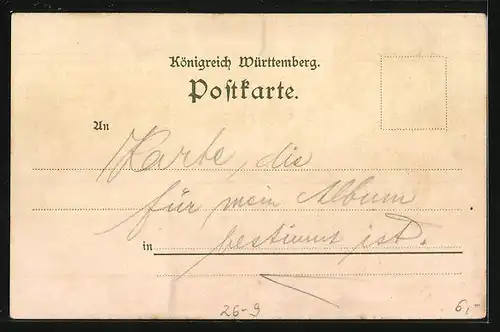 Königreich Württemberg.
Postkarte.
An
Karte, die
für mein Album
in
bestimmt ist.
26-9
6,-